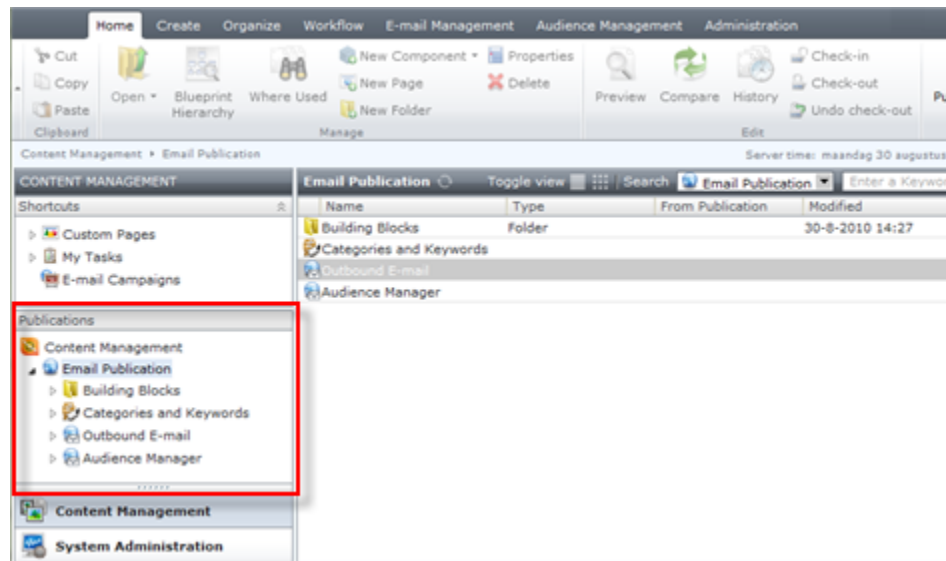 Home Create Organize Workflow E-mail Management Audience Management Administration
Cut
Copy
Paste
Clipboard
Open
Blueprint
Hierarchy
Where Used
New Component
New Page
New Folder
Properties
Delete
Manage
Preview
Compare
History
Check-in
Check-out
Undo check-out
Edit
Content Management Email Publication
Server time: maandag 30 augustus
CONTENT MANAGEMENT
Shortcuts
Custom Pages
My Tasks
E-mail Campaigns
Publications
Content Management
Email Publication
Building Blocks
Categories and Keywords
Outbound E-mail
Audience Manager
Content Management
System Administration
Email Publication Toggle view Search Email Publication Enter a Keywo
Name Type From Publication Modified
Building Blocks Folder 30-8-2010 14:27
Categories and Keywords
Outbound E-mail
Audience Manager